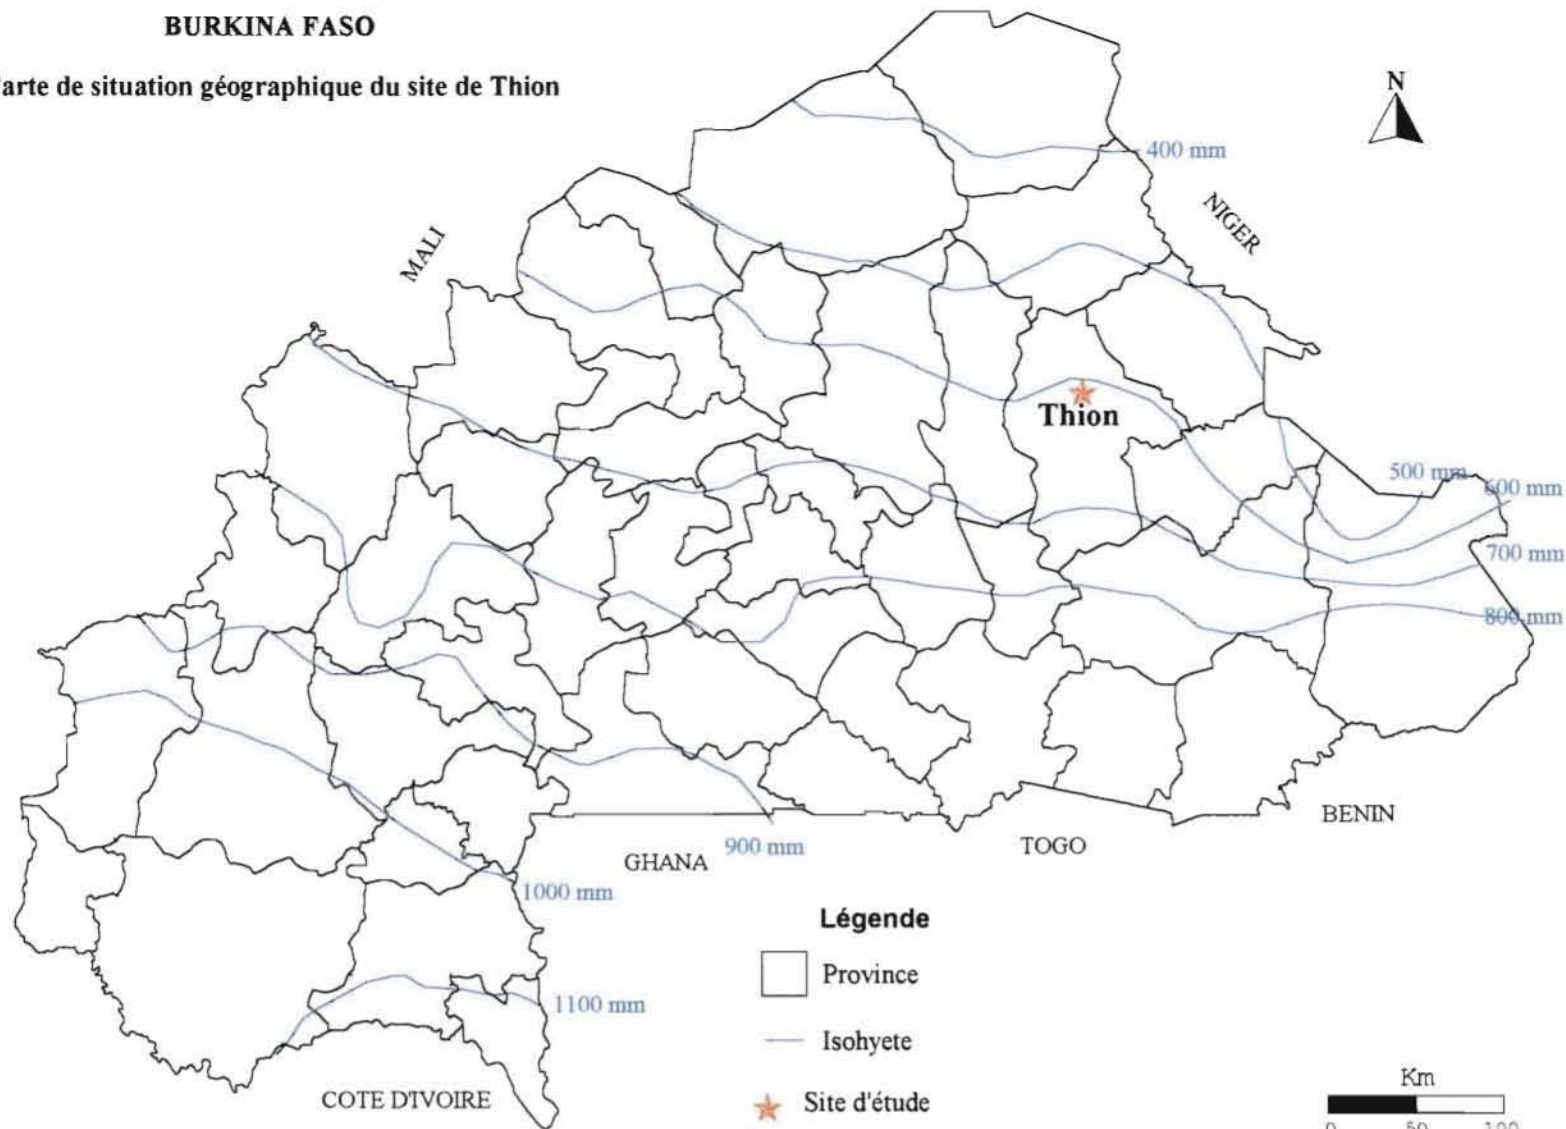 BURKINA FASO
arte de situation géographique du site de Thion
N
400 mm
NIGER
MALI
Thion
500 mm
600 mm
700 mm
800 mm
BENIN
TOGO
GHANA
900 mm
1000 mm
Légende
Province
1100 mm
Isohyete
Km
COTE D'IVOIRE
Site d'étude
0 50 100